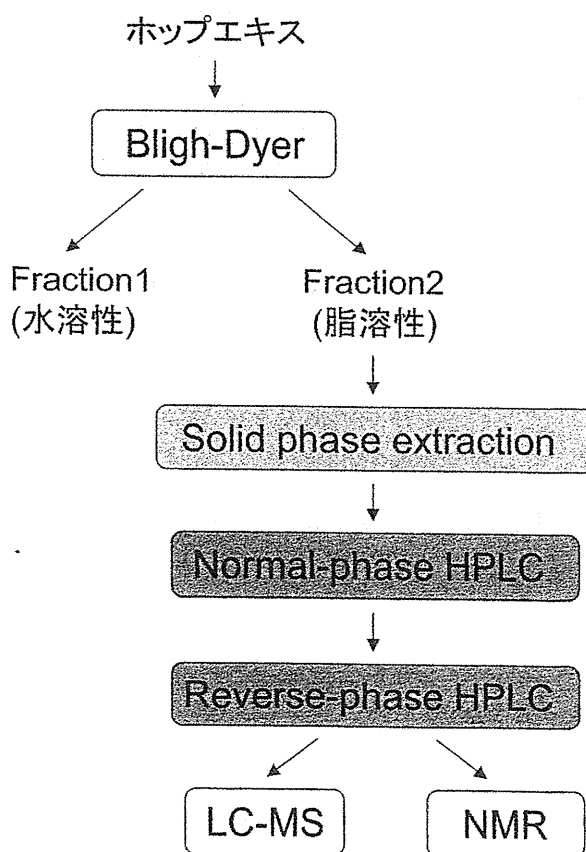 ホップエキス
Bligh-Dyer
Fraction1
(水溶性)
Fraction2
(脂溶性)
Solid phase extraction
Normal-phase HPLC
Reverse-phase HPLC
LC-MS
NMR